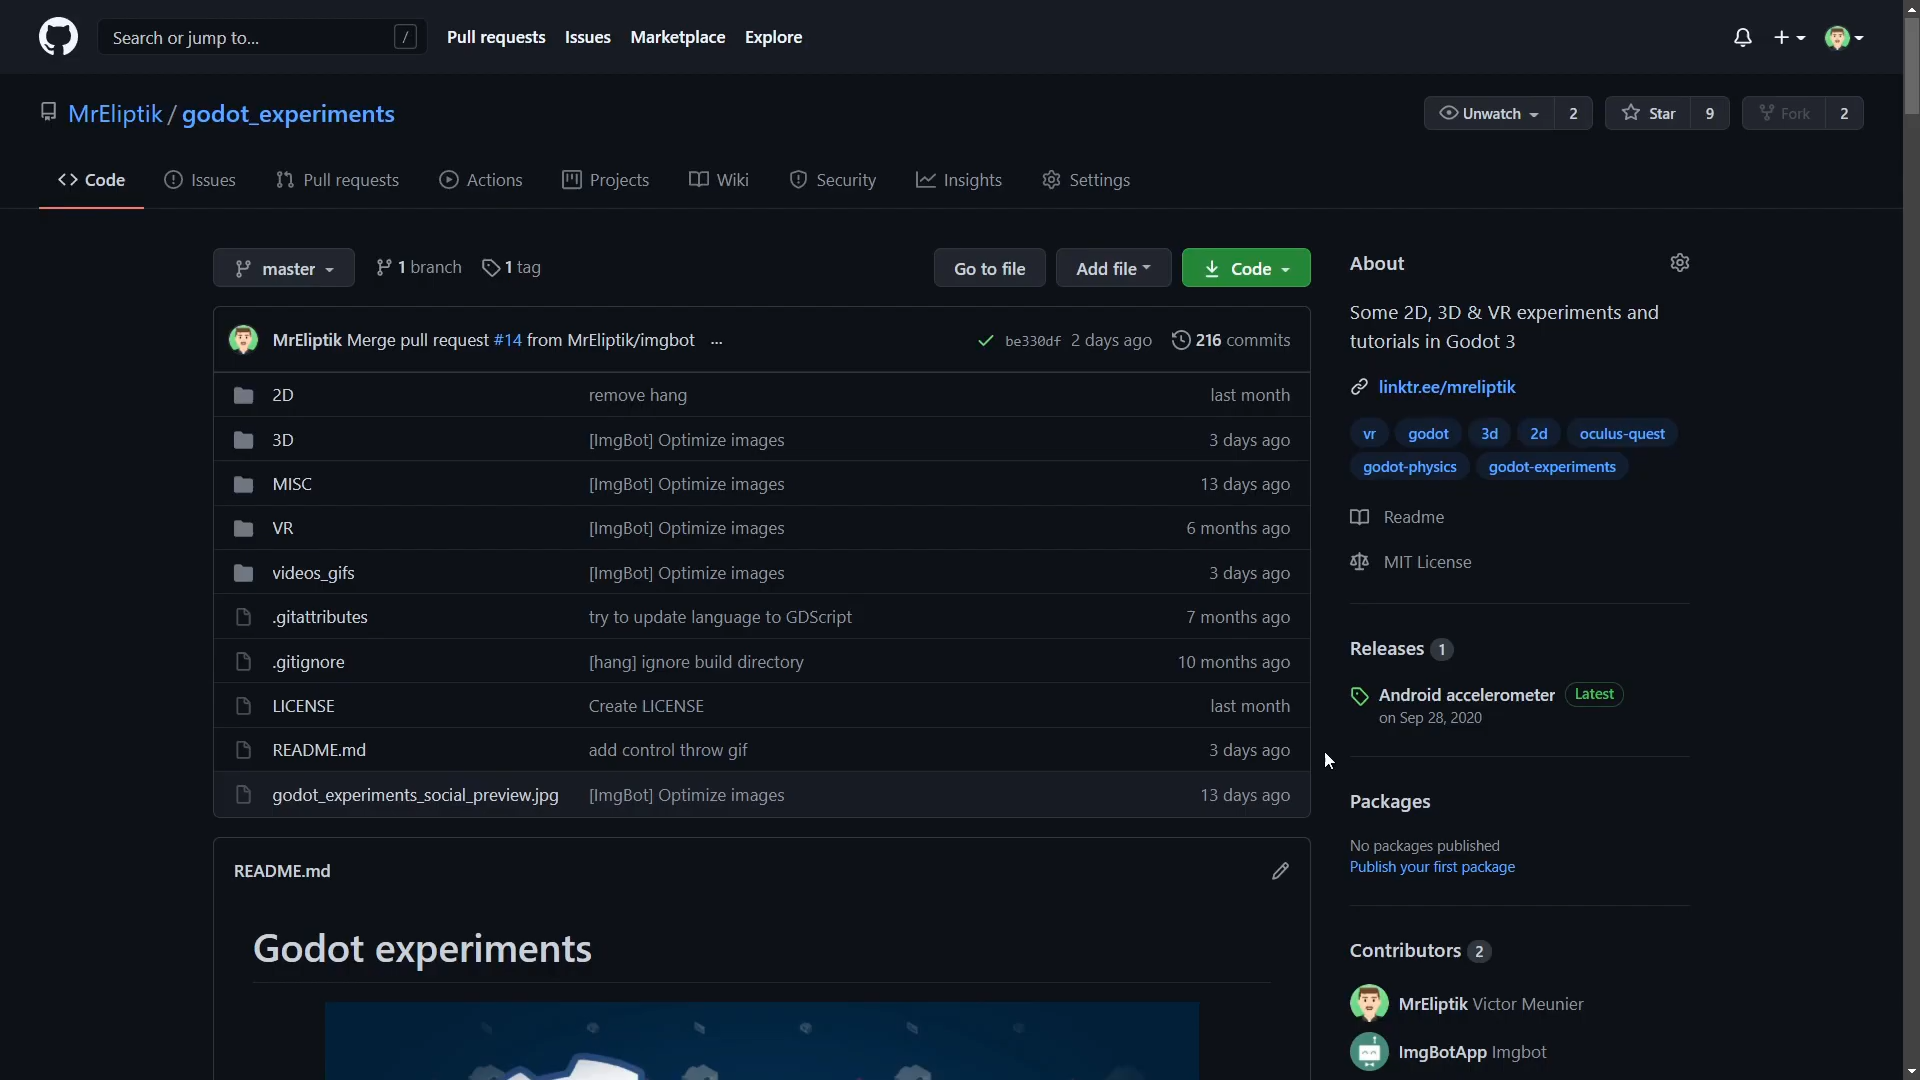 Search or jump to... /
Pull requests Issues Marketplace Explore
MrEliptik / godot_experiments
Unwatch 2 Star 9 Fork 2
Code Issues Pull requests Actions Projects Wiki Security Insights Settings
master 1 branch 1 tag Go to file Add file Code
MrEliptik Merge pull request #14 from MrEliptik/imgbot ... be330df 2 days ago 216 commits
2D remove hang last month
3D [ImgBot] Optimize images 3 days ago
MISC [ImgBot] Optimize images 13 days ago
VR [ImgBot] Optimize images 6 months ago
videos_gifs [ImgBot] Optimize images 3 days ago
.gitattributes try to update language to GDScript 7 months ago
.gitignore [hang] ignore build directory 10 months ago
LICENSE Create LICENSE last month
README.md add control throw gif 3 days ago
godot_experiments_social_preview.jpg [ImgBot] Optimize images 13 days ago
README.md
Godot experiments
About
Some 2D, 3D & VR experiments and
tutorials in Godot 3
linktr.ee/mreliptik
vr godot 3d 2d oculus-quest
godot-physics godot-experiments
Readme
MIT License
Releases 1
Android accelerometer Latest
on Sep 28, 2020
Packages
No packages published
Publish your first package
Contributors 2
MrEliptik Victor Meunier
ImgBotApp Imgbot